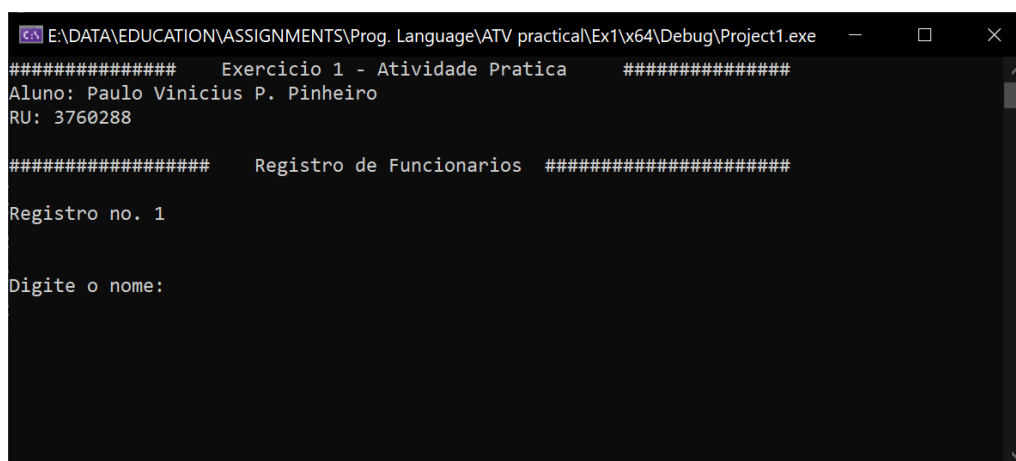 E:\DATA\EDUCATION\ASSIGNMENTS\Prog. Language\ATV practical\Ex1\x64\Debug\Project1.exe
############### Exercicio 1 - Atividade Pratica ###############
Aluno: Paulo Vinicius P. Pinheiro
RU: 3760288
################## Registro de Funcionarios ######################
Registro no. 1
Digite o nome: